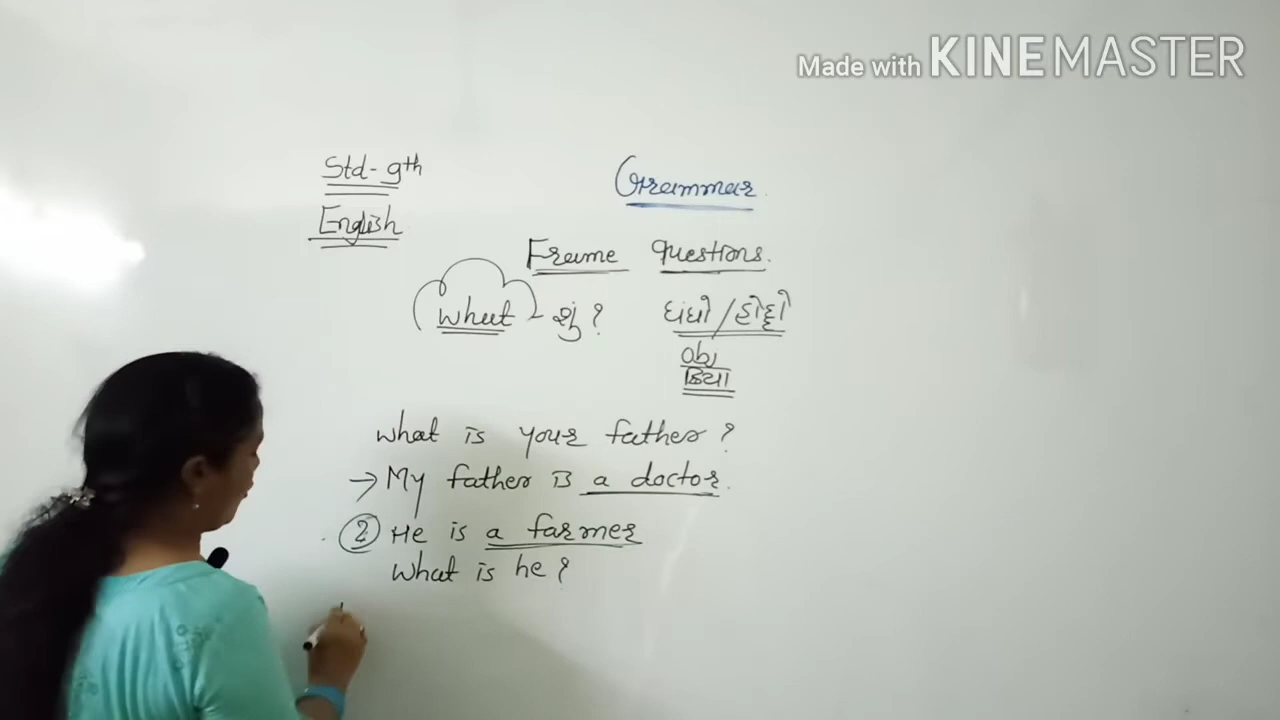 Made with KINEMASTER
Std-9th
Grammar.
English
Frame Questions.
What - શું ? ધંધો / હોદ્દો
Obj
ક્રિયા
What is your father ?
→ My father is a doctor.
② He is a farmer
What is he ?